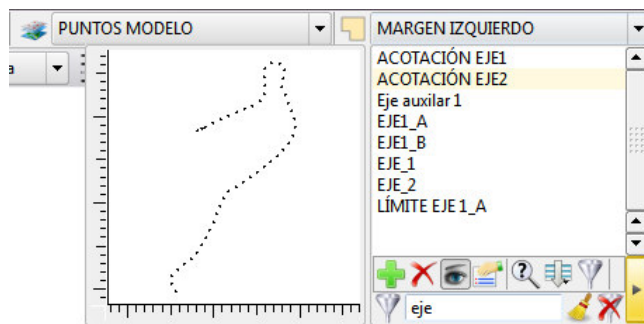 PUNTOS MODELO
MARGEN IZQUIERDO
a
ACOTACIÓN EJE1
ACOTACIÓN EJE2
Eje auxilar 1
EJE1_A
EJE1_B
EJE_1
EJE_2
LÍMITE EJE 1_A
eje